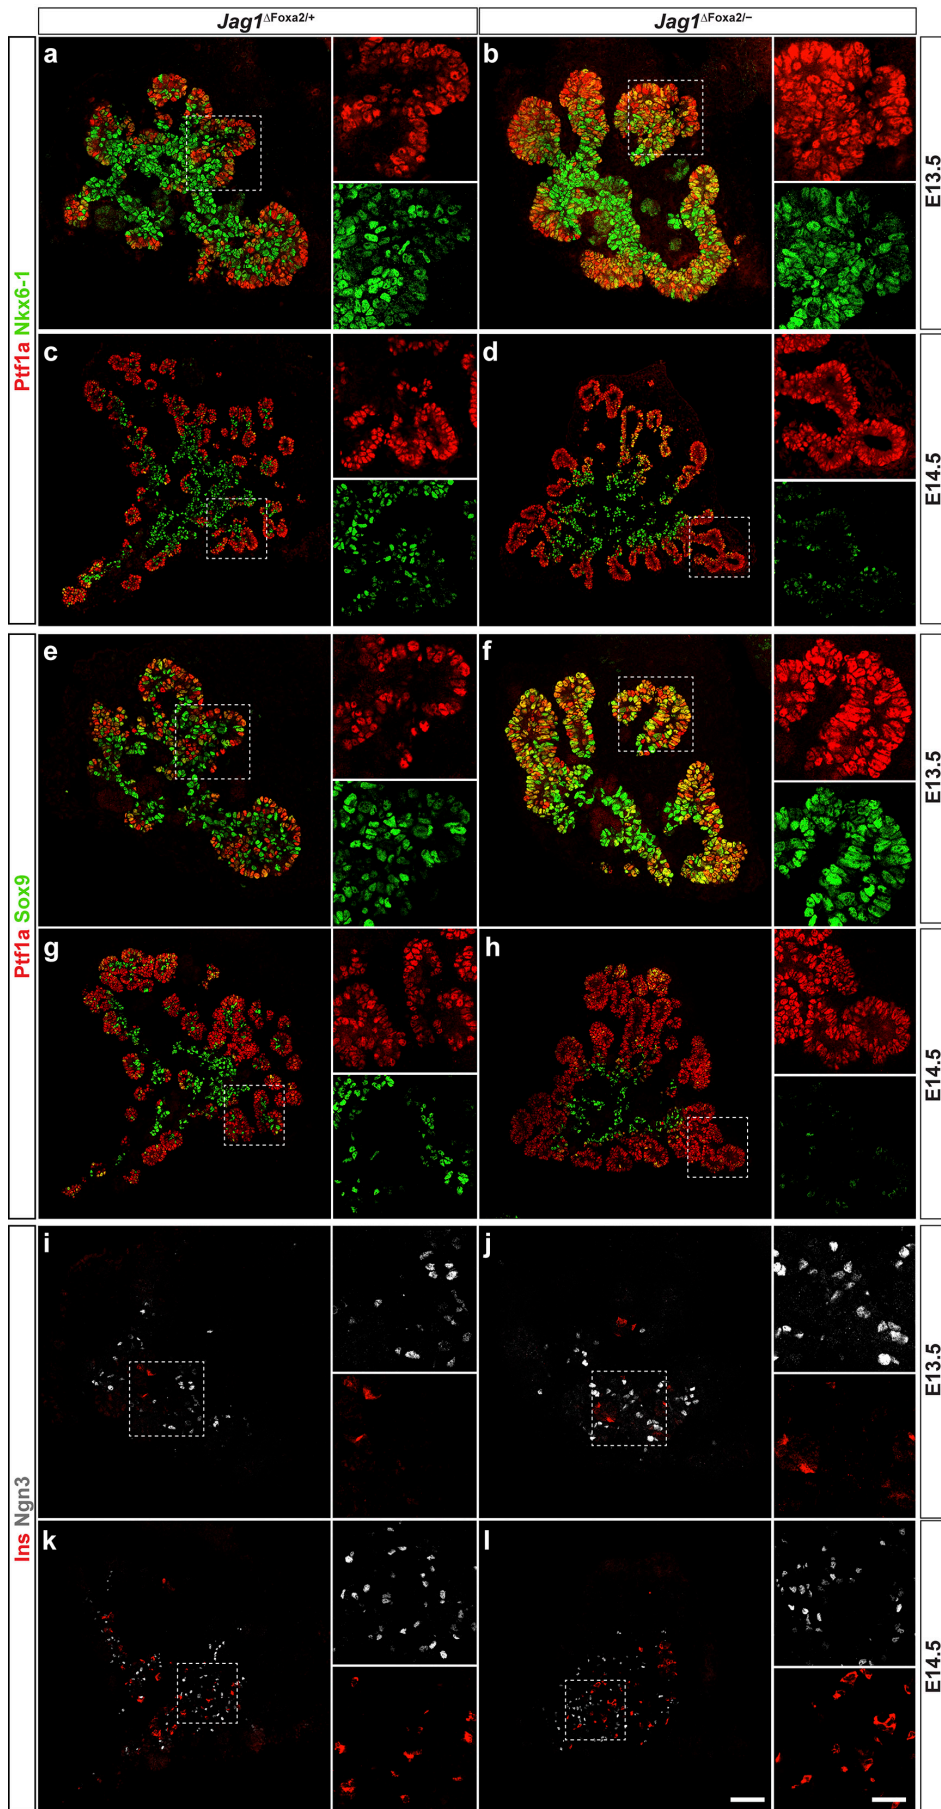 Jag1ΔFoxa2/+
Jag1ΔFoxa2/−
Ptf1a Nkx6-1
a
b
E13.5
c
d
E14.5
Ptf1a Sox9
e
f
E13.5
g
h
E14.5
Ins Ngn3
i
j
E13.5
k
l
E14.5